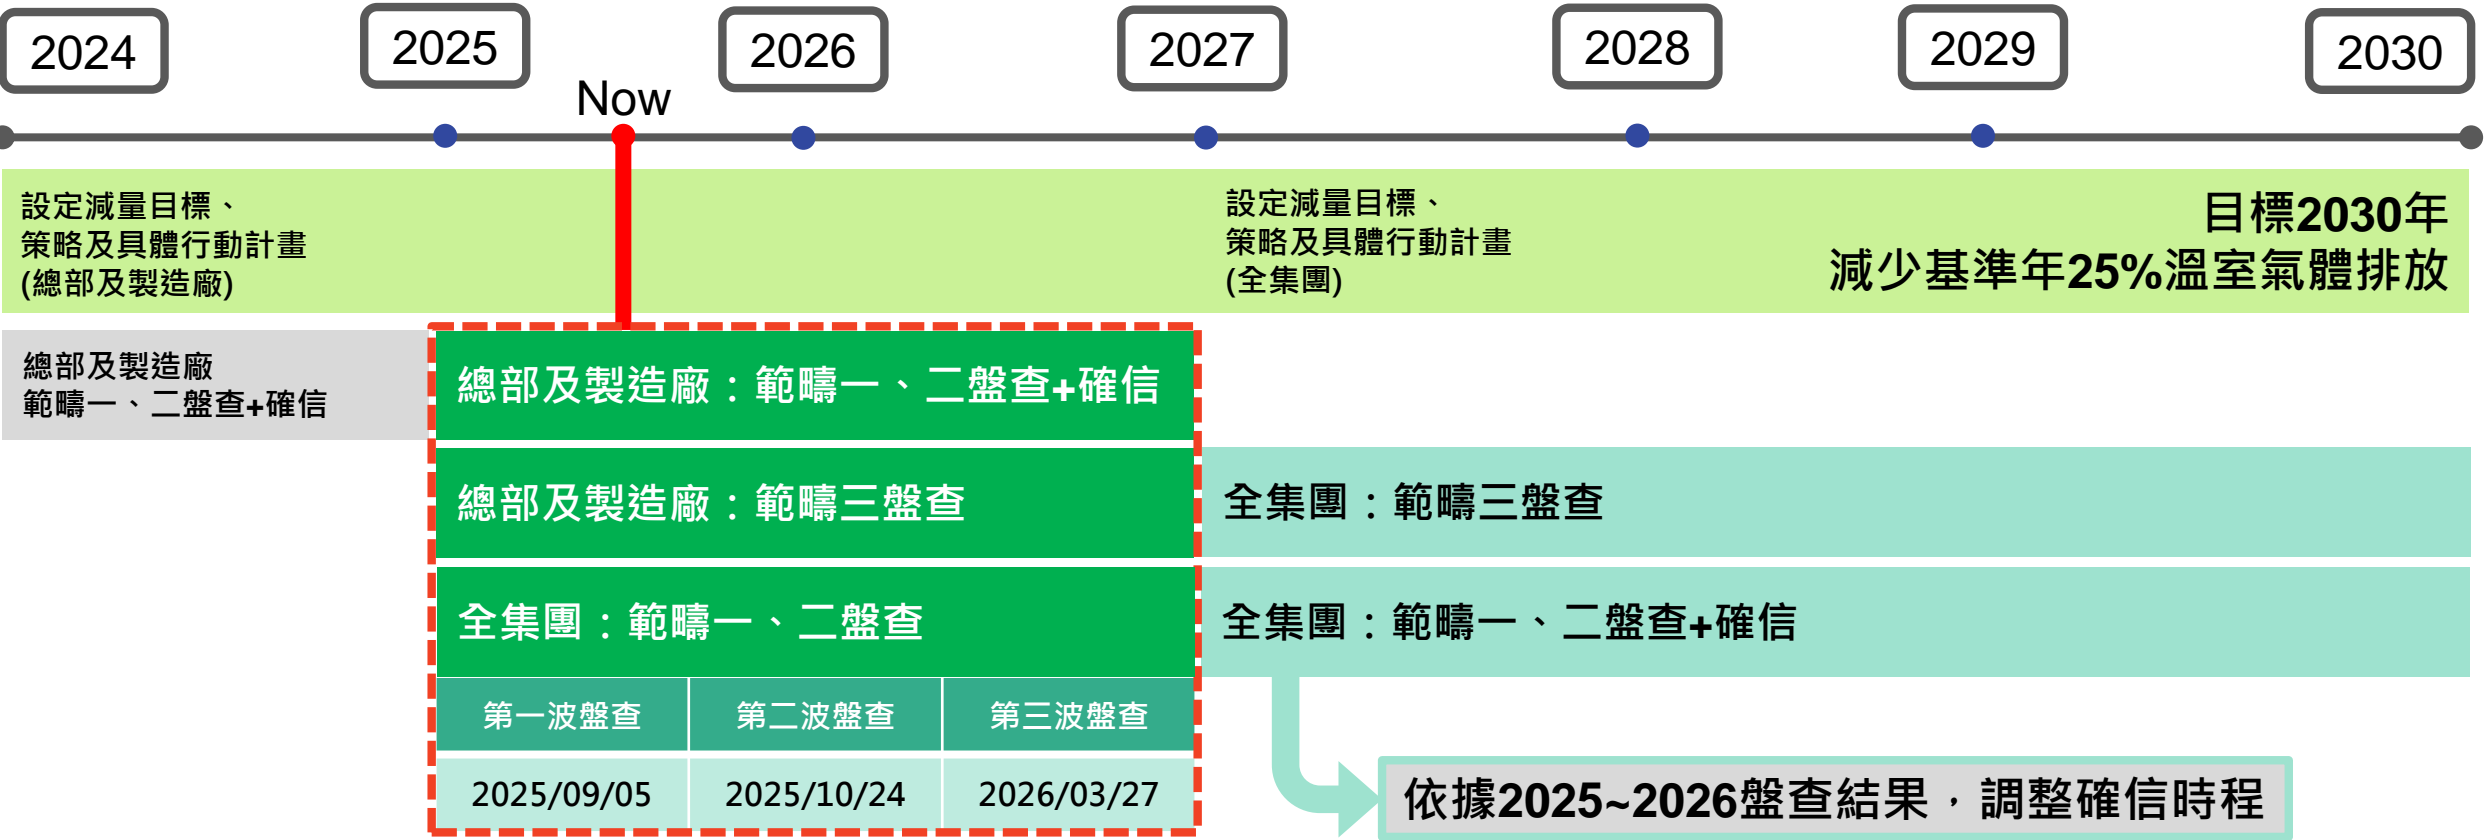 2024
2025
2026
2027
2028
2029
2030
Now
設定減量目標、
策略及具體行動計畫
(總部及製造廠)
設定減量目標、
策略及具體行動計畫
(全集團)
目標2030年
減少基準年25%溫室氣體排放
總部及製造廠
範疇一、二盤查+確信
總部及製造廠：範疇一、二盤查+確信
總部及製造廠：範疇三盤查
全集團：範疇三盤查
全集團：範疇一、二盤查
全集團：範疇一、二盤查+確信
第一波盤查
第二波盤查
第三波盤查
2025/09/05
2025/10/24
2026/03/27
依據2025~2026盤查結果，調整確信時程